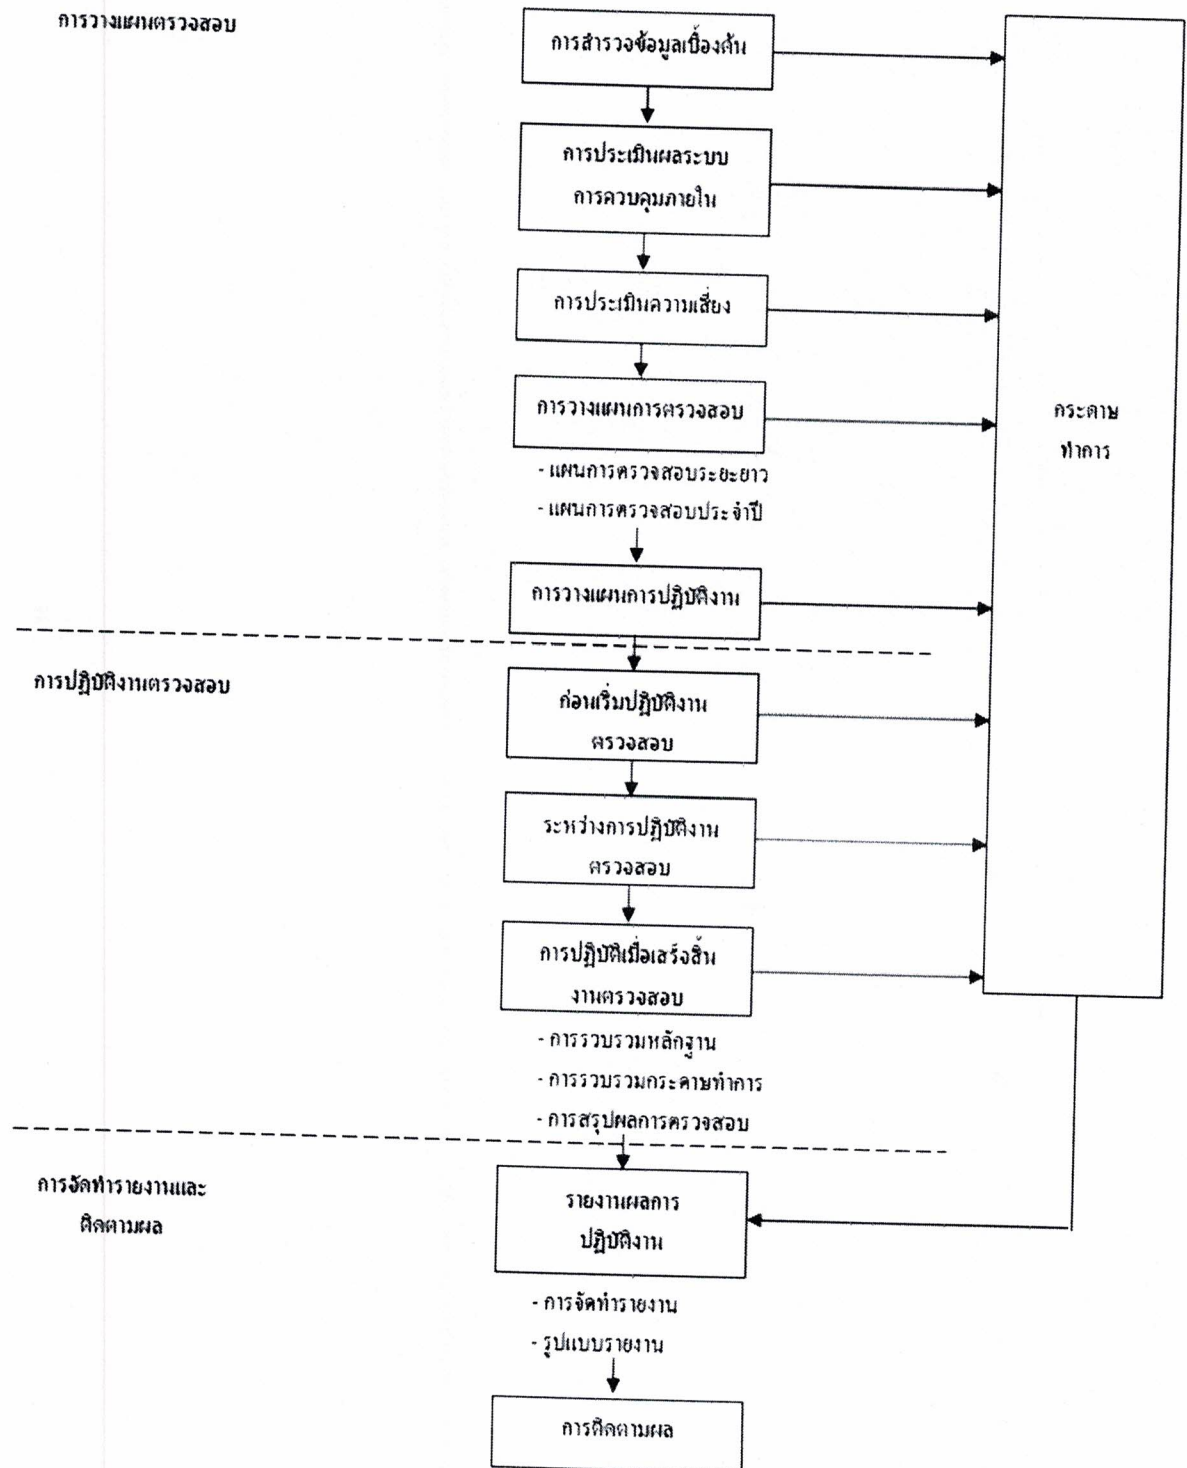 การวางแผนตรวจสอบ
การสำรวจข้อมูลเบื้องต้น
การประเมินผลระบบ
การควบคุมภายใน
การประเมินความเสี่ยง
การวางแผนการตรวจสอบ
- แผนการตรวจสอบระยะยาว
- แผนการตรวจสอบประจำปี
การวางแผนการปฏิบัติงาน
กระดาษ
ทำการ
การปฏิบัติงานตรวจสอบ
ก่อนเริ่มปฏิบัติงาน
ตรวจสอบ
ระหว่างการปฏิบัติงาน
ตรวจสอบ
การปฏิบัติเมื่อเสร็จสิ้น
งานตรวจสอบ
- การรวบรวมหลักฐาน
- การรวบรวมกระดาษทำการ
- การสรุปผลการตรวจสอบ
การจัดทำรายงานและ
ติดตามผล
รายงานผลการ
ปฏิบัติงาน
- การจัดทำรายงาน
- รูปแบบรายงาน
การติดตามผล